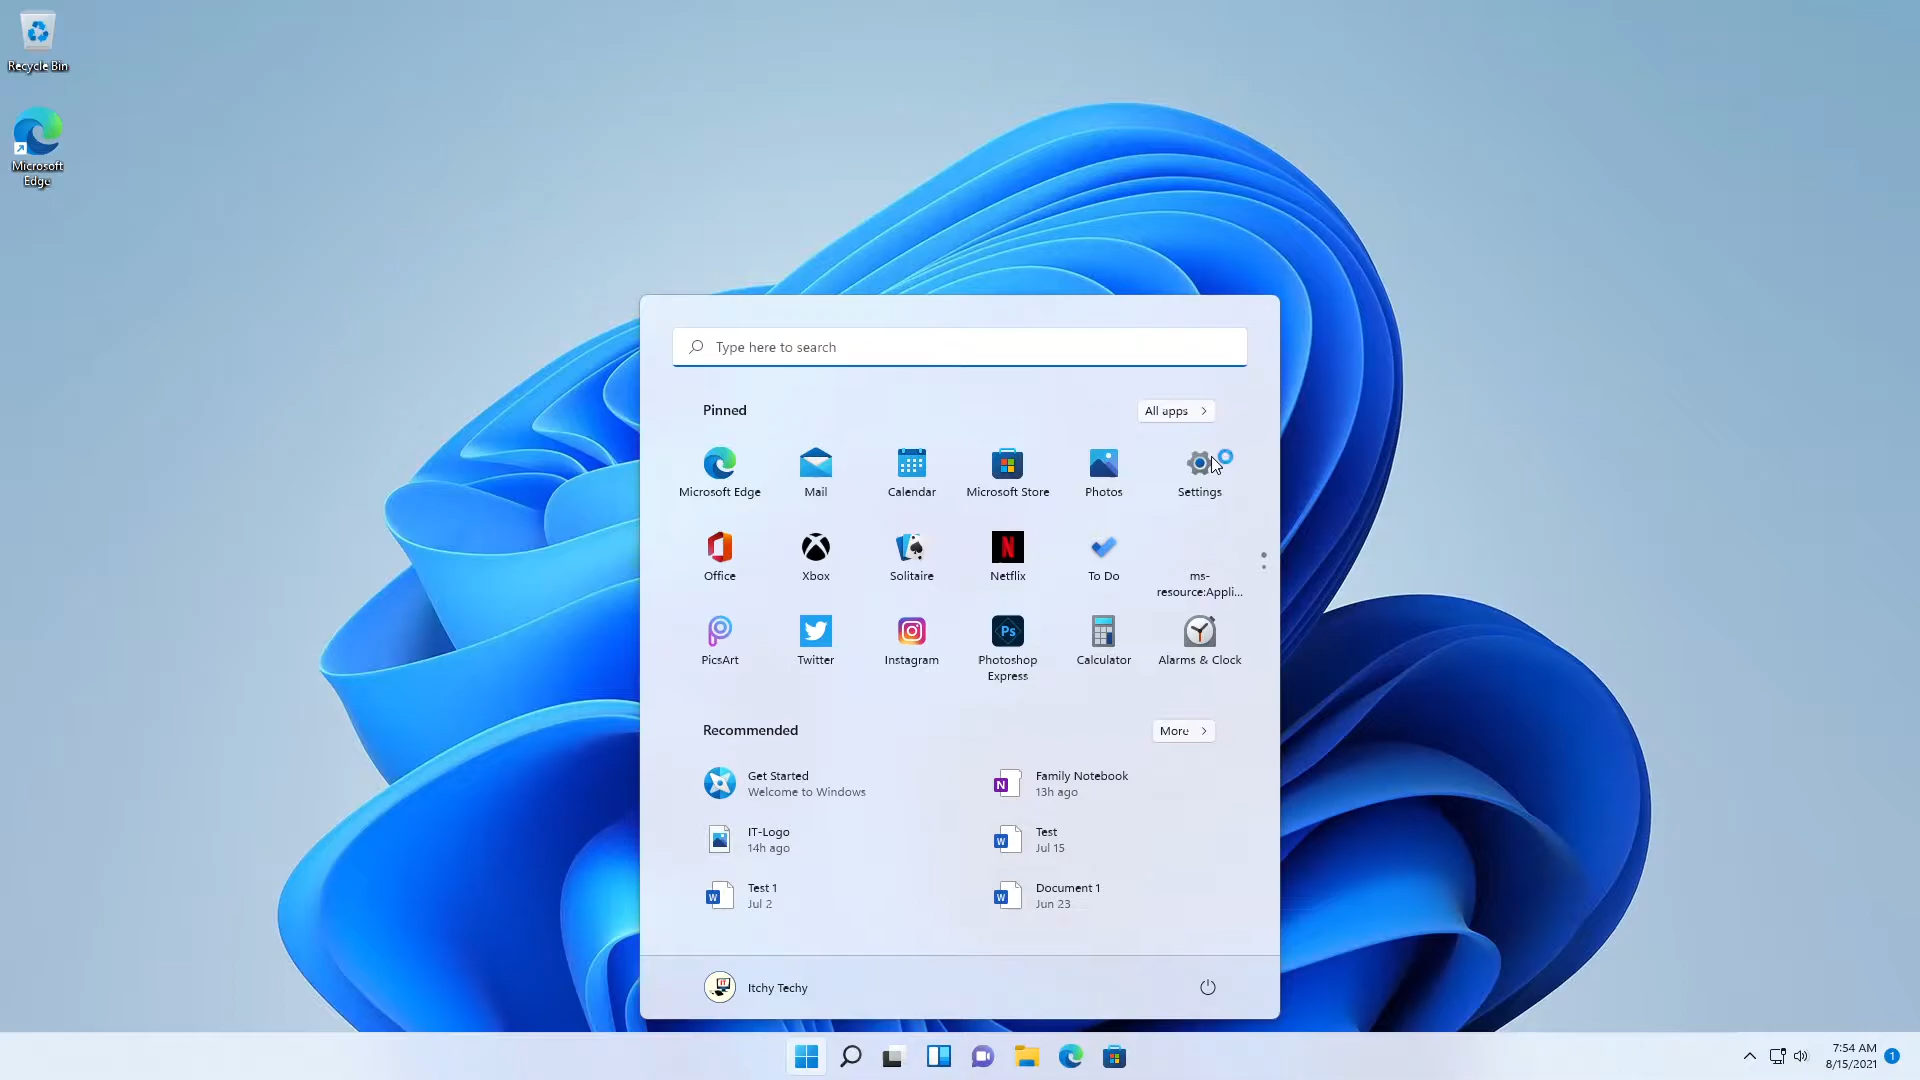 Recycle Bin
Microsoft
Edge
Type here to search
Pinned
All apps
Microsoft Edge
Mail
Calendar
Microsoft Store
Photos
Settings
Office
Xbox
Solitaire
N
Netflix
To Do
ms-
resource:Appli...
PicsArt
Twitter
Instagram
Ps
Photoshop
Express
Calculator
Alarms & Clock
Recommended
More
Get Started
Welcome to Windows
N
Family Notebook
13h ago
IT-Logo
14h ago
W
Test
Jul 15
W
Test 1
Jul 2
W
Document 1
Jun 23
IT
Itchy Techy
7:54 AM
8/15/2021
1